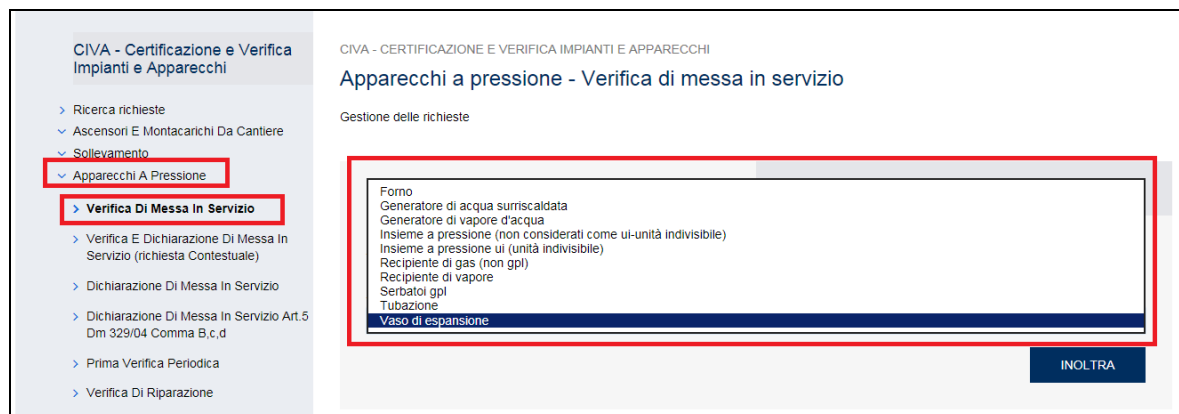 CIVA - Certificazione e Verifica
Impianti e Apparecchi
Ricerca richieste
Ascensori E Montacarichi Da Cantiere
Sollevamento
Apparecchi A Pressione
Verifica Di Messa In Servizio
Verifica E Dichiarazione Di Messa In
Servizio (richiesta Contestuale)
Dichiarazione Di Messa In Servizio
Dichiarazione Di Messa In Servizio Art.5
Dm 329/04 Comma B,c,d
Prima Verifica Periodica
Verifica Di Riparazione
CIVA - CERTIFICAZIONE E VERIFICA IMPIANTI E APPARECCHI
Apparecchi a pressione - Verifica di messa in servizio
Gestione delle richieste
Forno
Generatore di acqua surriscaldata
Generatore di vapore d'acqua
Insieme a pressione (non considerati come ui-unità indivisibile)
Insieme a pressione ui (unità indivisibile)
Recipiente di gas (non gpl)
Recipiente di vapore
Serbatoi gpl
Tubazione
Vaso di espansione
INOLTRA